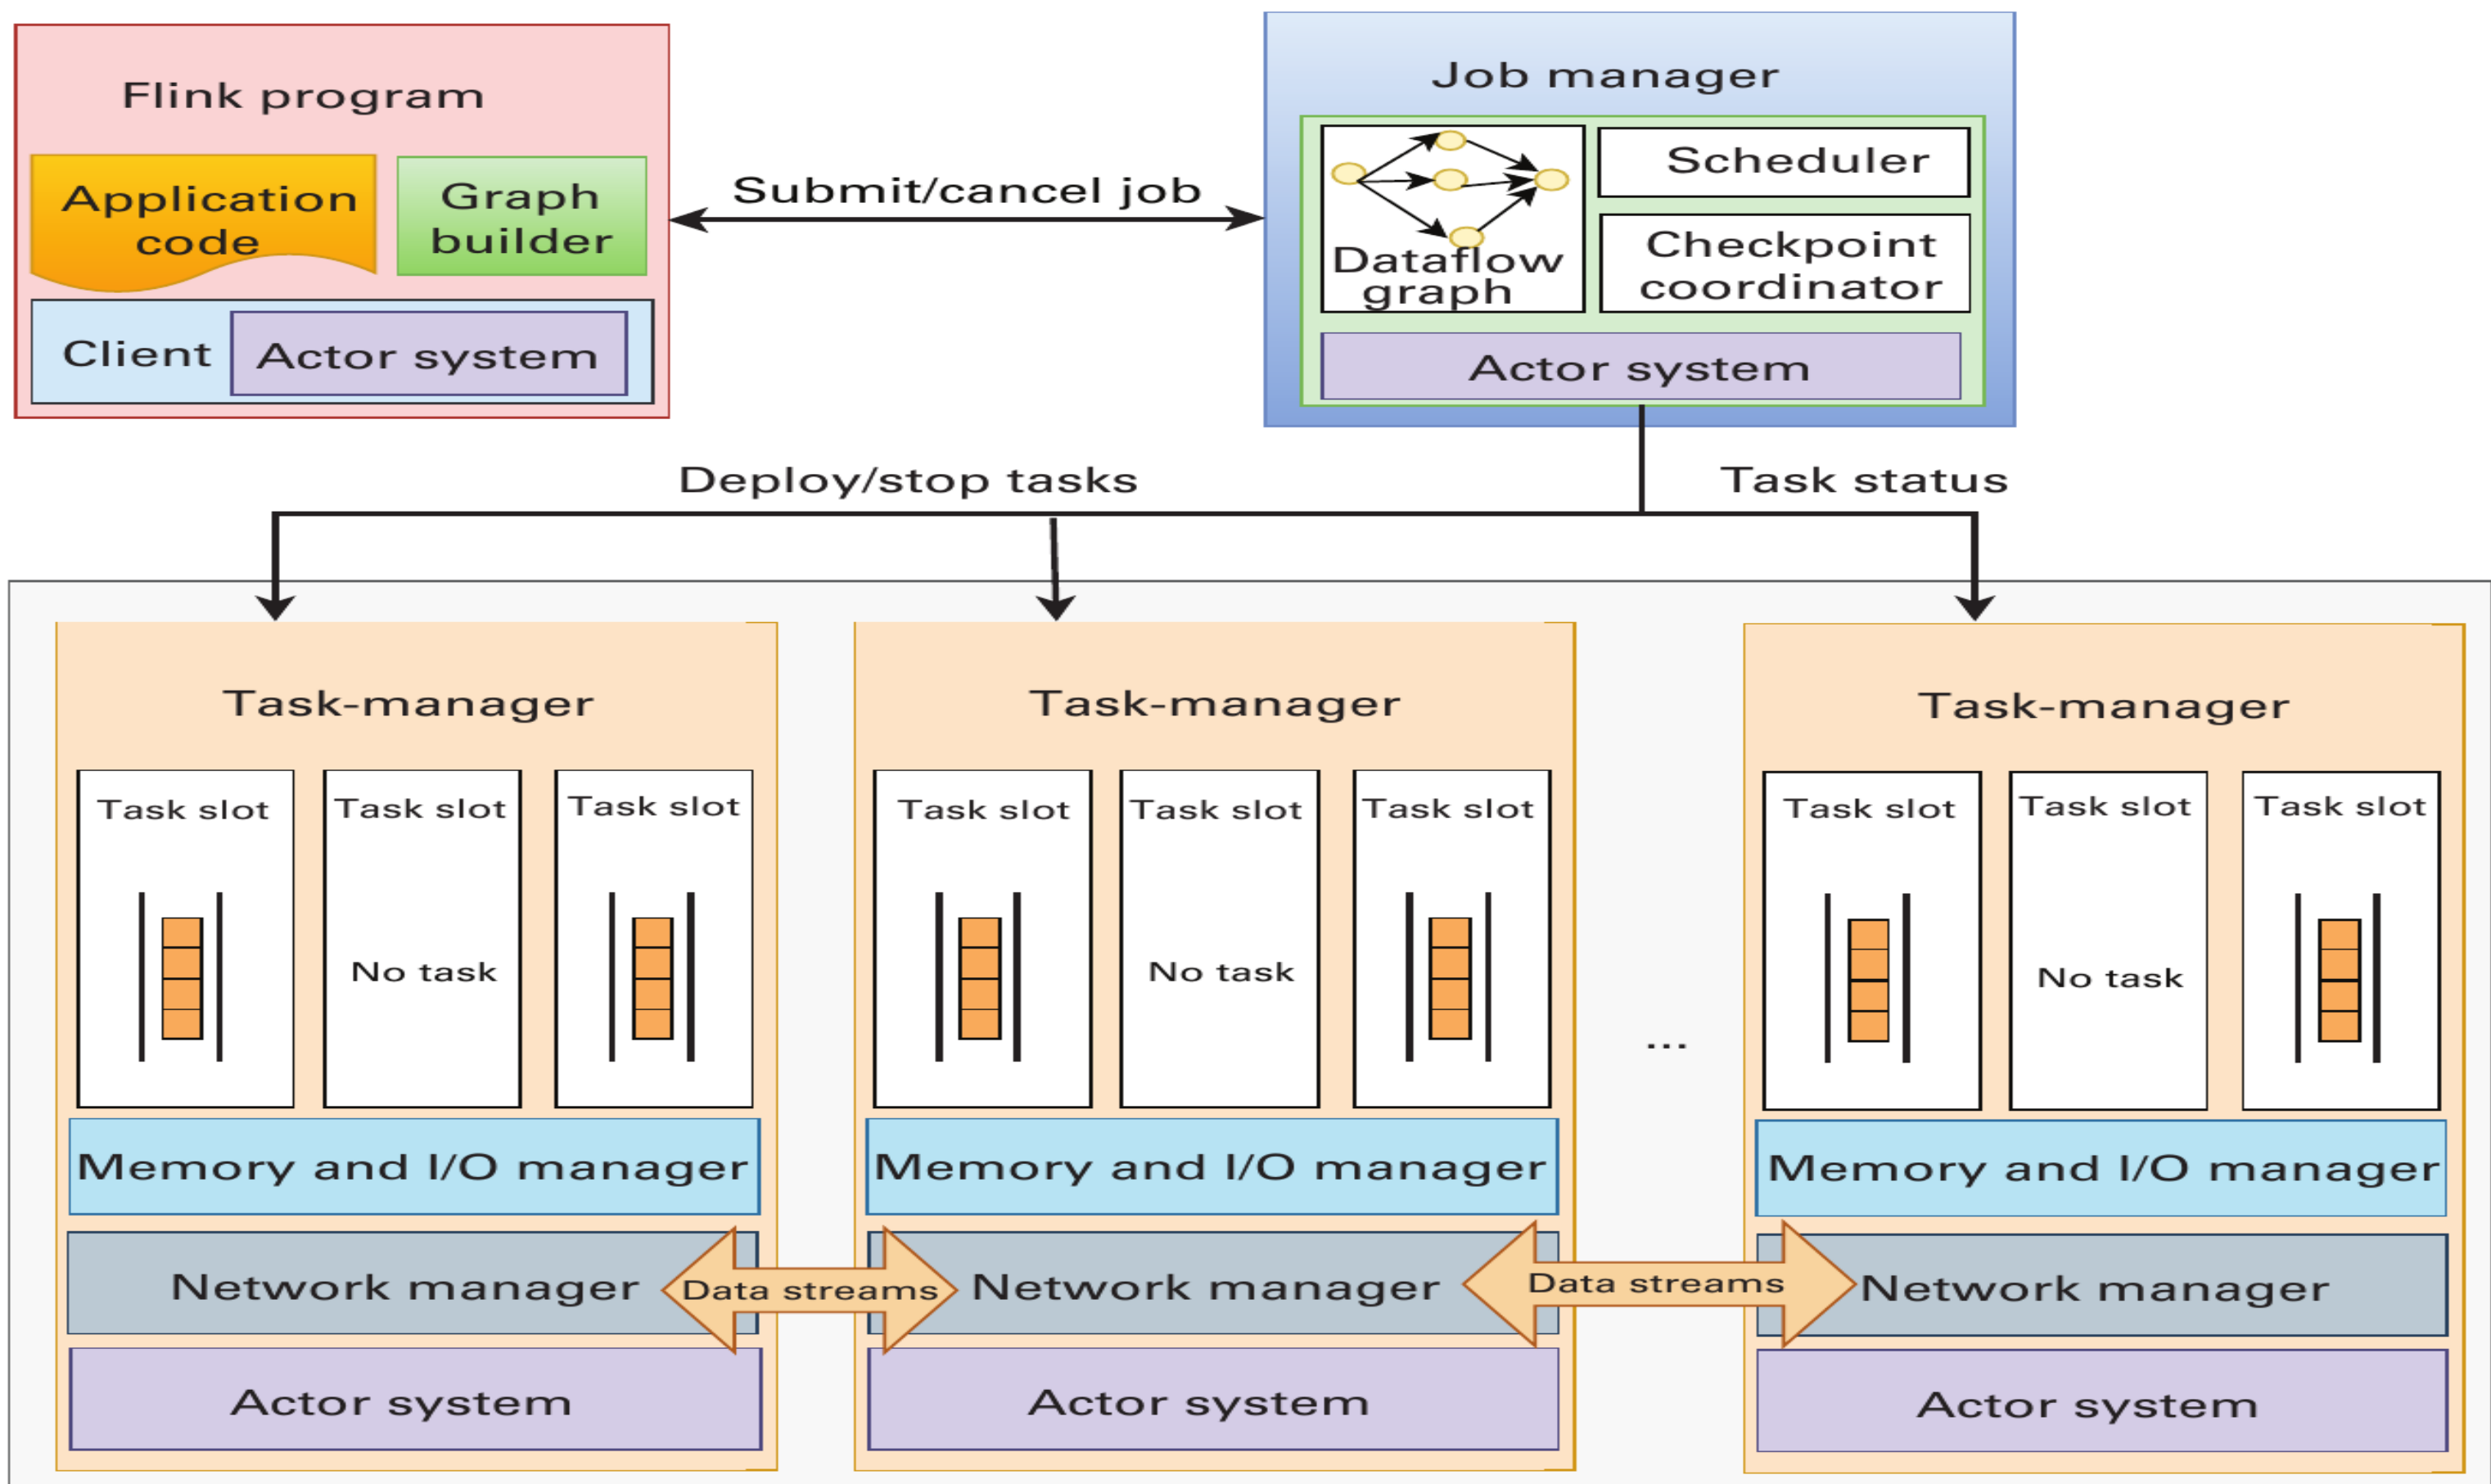 Flink program
Application
code
Graph
builder
Client
Actor system
Submit/cancel job
Job manager
Dataflow
graph
Scheduler
Checkpoint
coordinator
Actor system
Deploy/stop tasks
Task status
Task-manager
Task slot
Task slot
Task slot
No task
Memory and I/O manager
Network manager
Actor system
Data streams
Task-manager
Task slot
Task slot
Task slot
No task
Memory and I/O manager
Network manager
Actor system
...
Data streams
Task-manager
Task slot
Task slot
Task slot
No task
Memory and I/O manager
Network manager
Actor system